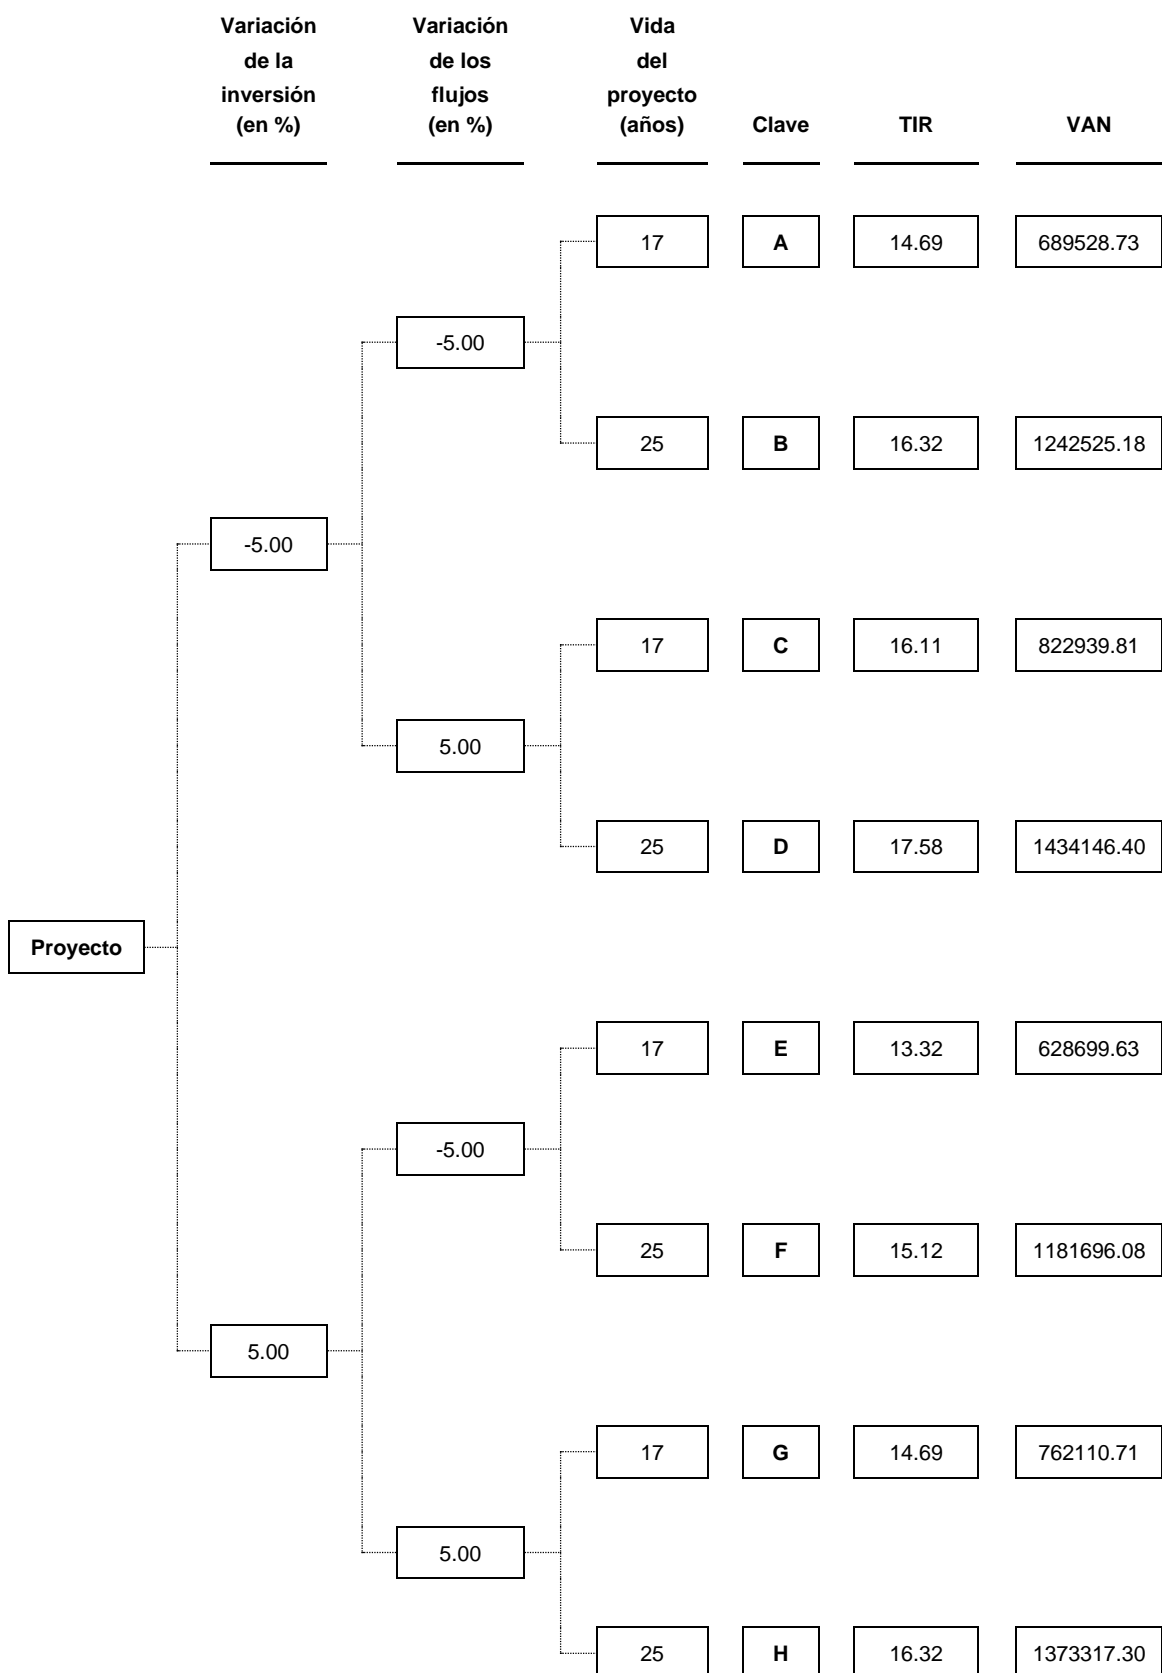 Variación
de la
inversión
(en %)
Variación
de los
flujos
(en %)
Vida
del
proyecto
(años)
Clave
TIR
VAN
17 A 14.69 689528.73
-5.00
25 B 16.32 1242525.18
-5.00
17 C 16.11 822939.81
5.00
25 D 17.58 1434146.40
Proyecto
17 E 13.32 628699.63
-5.00
25 F 15.12 1181696.08
5.00
17 G 14.69 762110.71
5.00
25 H 16.32 1373317.30